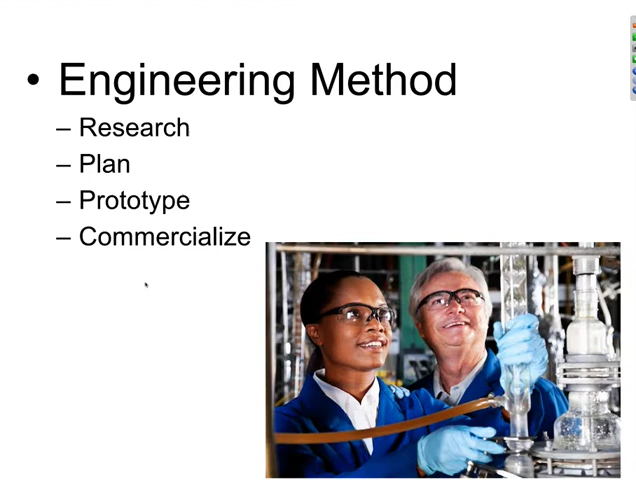 • Engineering Method
– Research
– Plan
– Prototype
– Commercialize